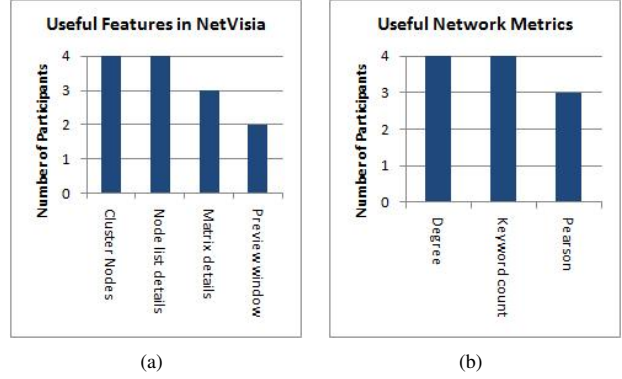 Useful Features in NetVisia
Number of Participants
4
3
2
1
0
Cluster Nodes
Node list details
Matrix details
Preview window
(a)
Useful Network Metrics
Number of Participants
4
3
2
1
0
Degree
Keyword count
Pearson
(b)